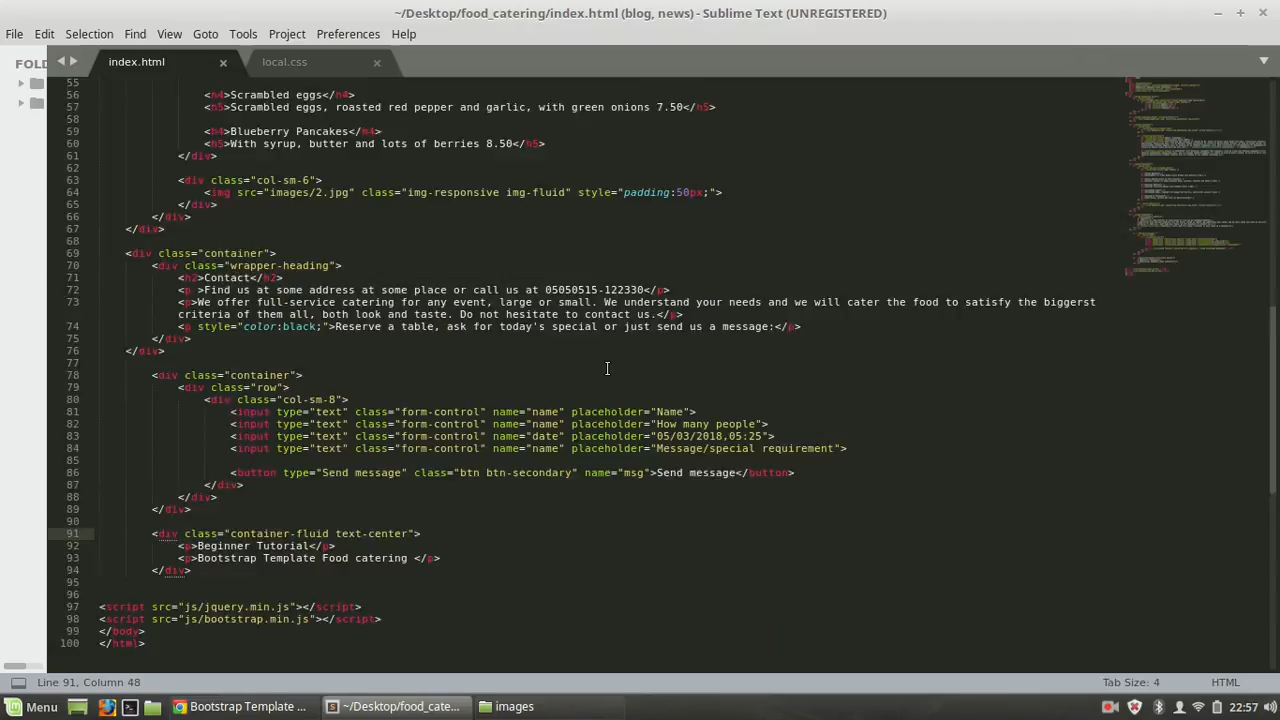 ~/Desktop/food_catering/index.html (blog, news) - Sublime Text (UNREGISTERED)
File Edit Selection Find View Goto Tools Project Preferences Help
FOLD
index.html × local.css ×
55
56 <h4>Scrambled eggs</h4>
57 <h5>Scrambled eggs, roasted red pepper and garlic, with green onions 7.50</h5>
58
59 <h4>Blueberry Pancakes</h4>
60 <h5>With syrup, butter and lots of berries 8.50</h5>
61 </div>
62
63 <div class="col-sm-6">
64 <img src="images/2.jpg" class="img-responsive img-fluid" style="padding:50px;">
65 </div>
66 </div>
67 </div>
68
69 <div class="container">
70 <div class="wrapper-heading">
71 <h2>Contact</h2>
72 <p >Find us at some address at some place or call us at 05050515-122330</p>
73 <p>We offer full-service catering for any event, large or small. We understand your needs and we will cater the food to satisfy the biggerst
criteria of them all, both look and taste. Do not hesitate to contact us.</p>
74 <p style="color:black;">Reserve a table, ask for today's special or just send us a message:</p>
75 </div>
76 </div>
77
78 <div class="container">
79 <div class="row">
80 <div class="col-sm-8">
81 <input type="text" class="form-control" name="name" placeholder="Name">
82 <input type="text" class="form-control" name="name" placeholder="How many people">
83 <input type="text" class="form-control" name="date" placeholder="05/03/2018,05:25">
84 <input type="text" class="form-control" name="name" placeholder="Message/special requirement">
85
86 <button type="Send message" class="btn btn-secondary" name="msg">Send message</button>
87 </div>
88 </div>
89 </div>
90
91 <div class="container-fluid text-center">
92 <p>Beginner Tutorial</p>
93 <p>Bootstrap Template Food catering </p>
94 </div>
95
96
97 <script src="js/jquery.min.js"></script>
98 <script src="js/bootstrap.min.js"></script>
99 </body>
100 </html>
Line 91, Column 48 Tab Size: 4 HTML
Menu Bootstrap Template ... ~/Desktop/food_cate... images 22:57